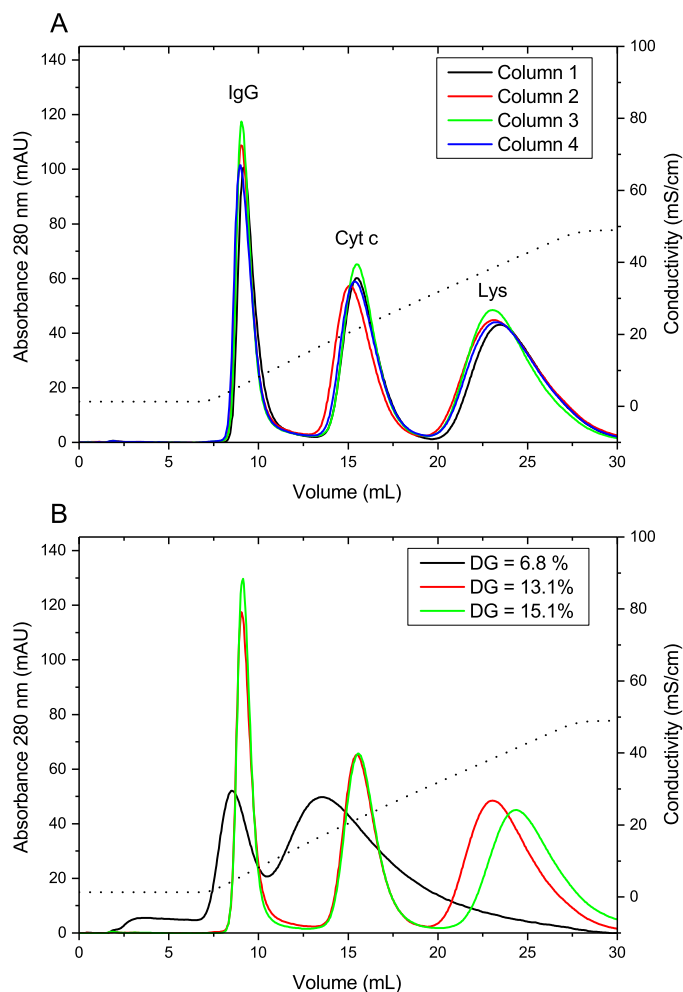 A
140
120
100
80
60
40
20
0
Absorbance 280 nm (mAU)
IgG
Cyt c
Lys
Column 1
Column 2
Column 3
Column 4
100
80
60
40
20
0
Conductivity (mS/cm)
0 5 10 15 20 25 30
Volume (mL)
B
140
120
100
80
60
40
20
0
Absorbance 280 nm (mAU)
DG = 6.8 %
DG = 13.1%
DG = 15.1%
100
80
60
40
20
0
Conductivity (mS/cm)
0 5 10 15 20 25 30
Volume (mL)